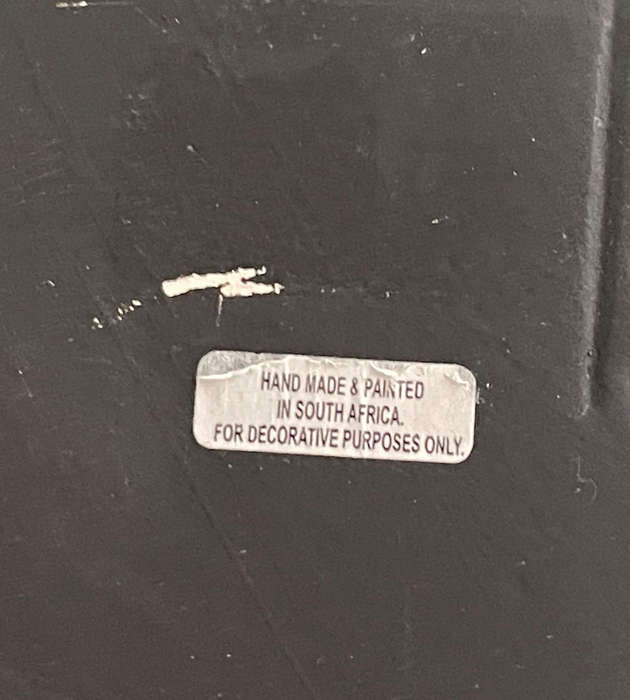 HAND MADE & PAINTED
IN SOUTH AFRICA.
FOR DECORATIVE PURPOSES ONLY.